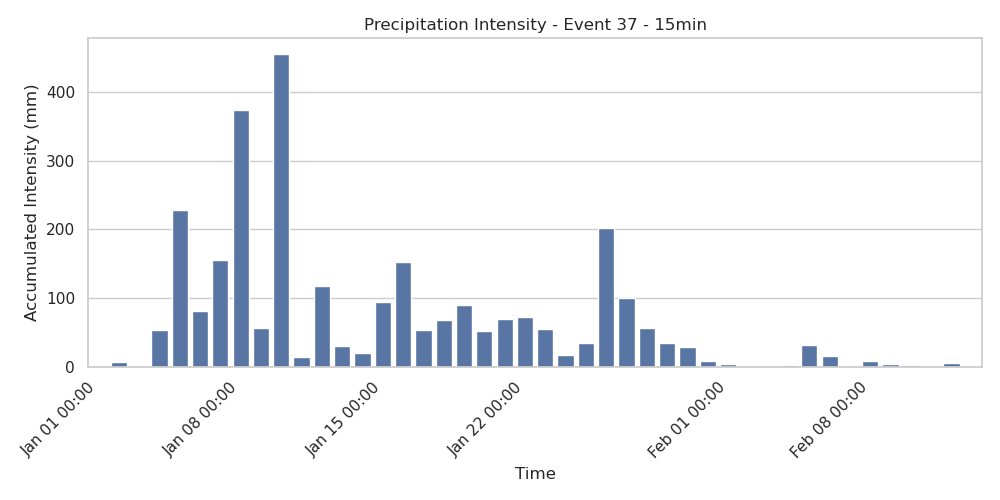 Precipitation Intensity - Event 37 - 15min
Accumulated Intensity (mm)
400
300
200
100
0
Jan 01 00:00
Jan 08 00:00
Jan 15 00:00
Jan 22 00:00
Feb 01 00:00
Feb 08 00:00
Time